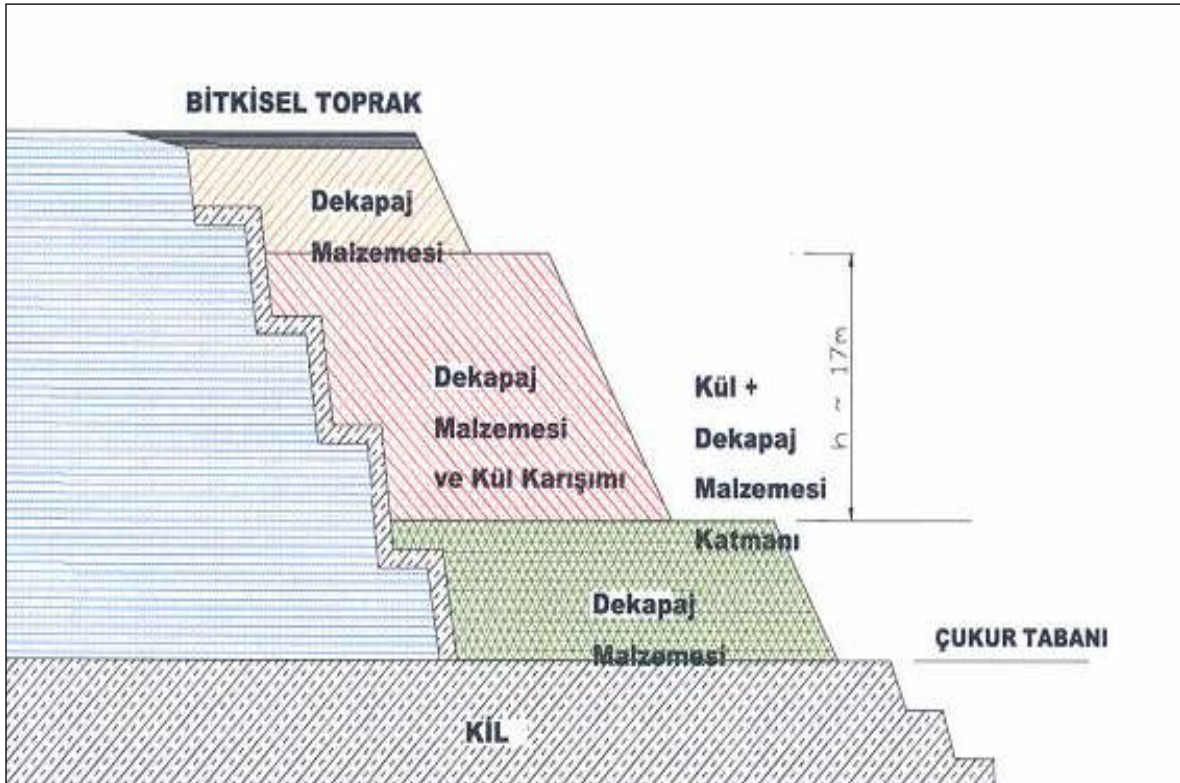 BİTKİSEL TOPRAK
Dekapaj
Malzemesi
Dekapaj
Malzemesi
ve Kül Karışımı
Kül +
Dekapaj
Malzemesi
Katmanı
h ~ 17m
Dekapaj
Malzemesi
ÇUKUR TABANI
KİL